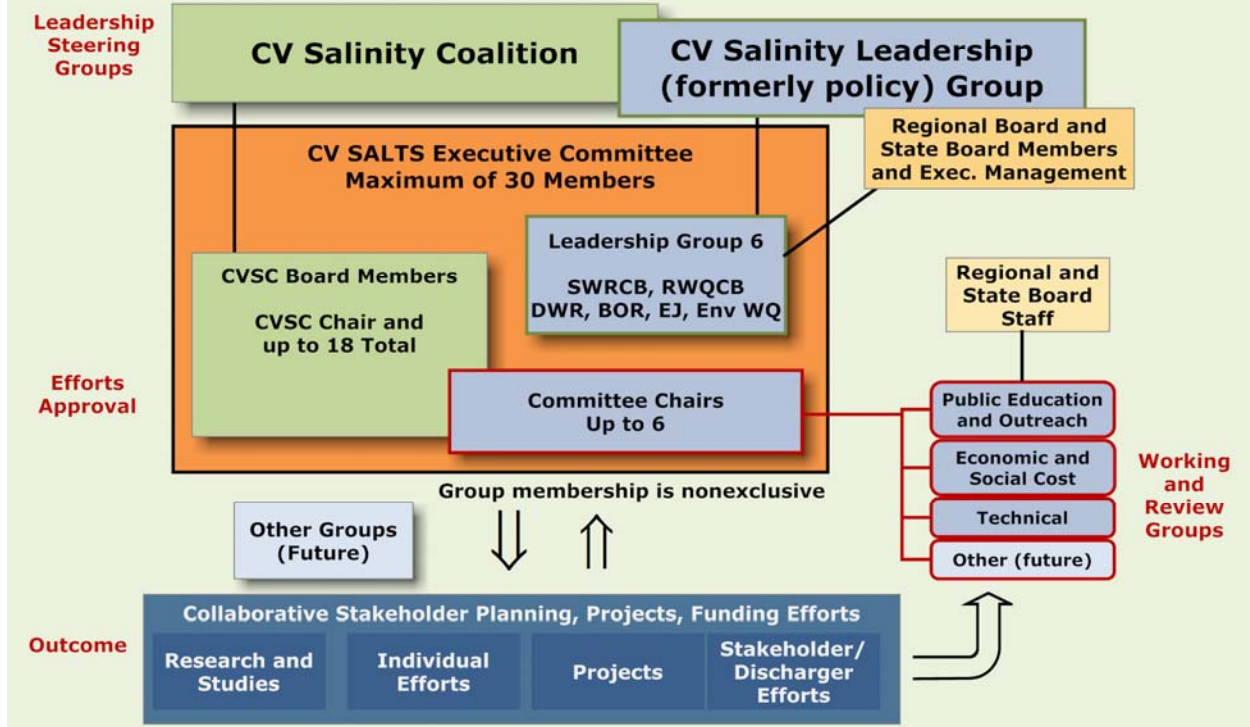 Leadership
Steering
Groups
CV Salinity Coalition
CV Salinity Leadership
(formerly policy) Group
Regional Board and
State Board Members
and Exec. Management
CV SALTS Executive Committee
Maximum of 30 Members
Leadership Group 6
SWRCB, RWQCB
DWR, BOR, EJ, Env WQ
CVSC Board Members
CVSC Chair and
up to 18 Total
Regional and
State Board
Staff
Efforts
Approval
Committee Chairs
Up to 6
Public Education
and Outreach
Economic and
Social Cost
Technical
Other (future)
Working
and
Review
Groups
Group membership is nonexclusive
Other Groups
(Future)
Outcome
Collaborative Stakeholder Planning, Projects, Funding Efforts
Research and
Studies
Individual
Efforts
Projects
Stakeholder/
Discharger
Efforts